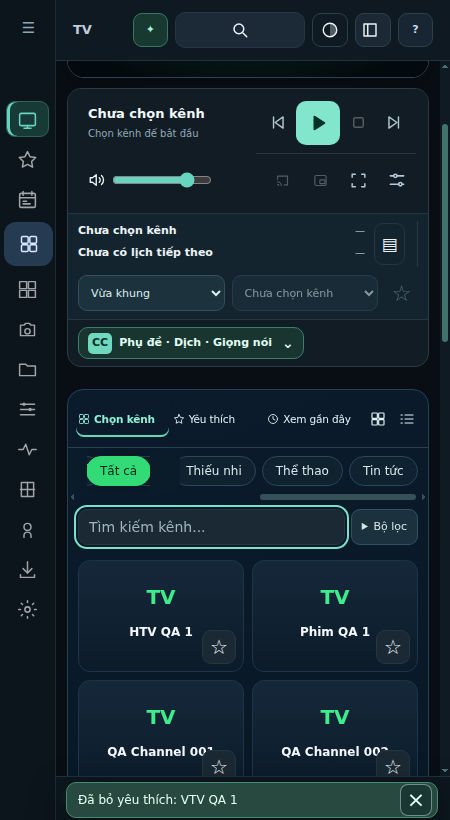 TV
?
Chưa chọn kênh
Chọn kênh để bắt đầu
Chưa chọn kênh —
Chưa có lịch tiếp theo —
Vừa khung
Chưa chọn kênh
CC Phụ đề · Dịch · Giọng nói
Chọn kênh
Yêu thích
Xem gần đây
Tất cả
Thiếu nhi
Thể thao
Tin tức
Tìm kiếm kênh...
Bộ lọc
TV
HTV QA 1
TV
Phim QA 1
TV
QA Channel 001
TV
QA Channel 002
Đã bỏ yêu thích: VTV QA 1